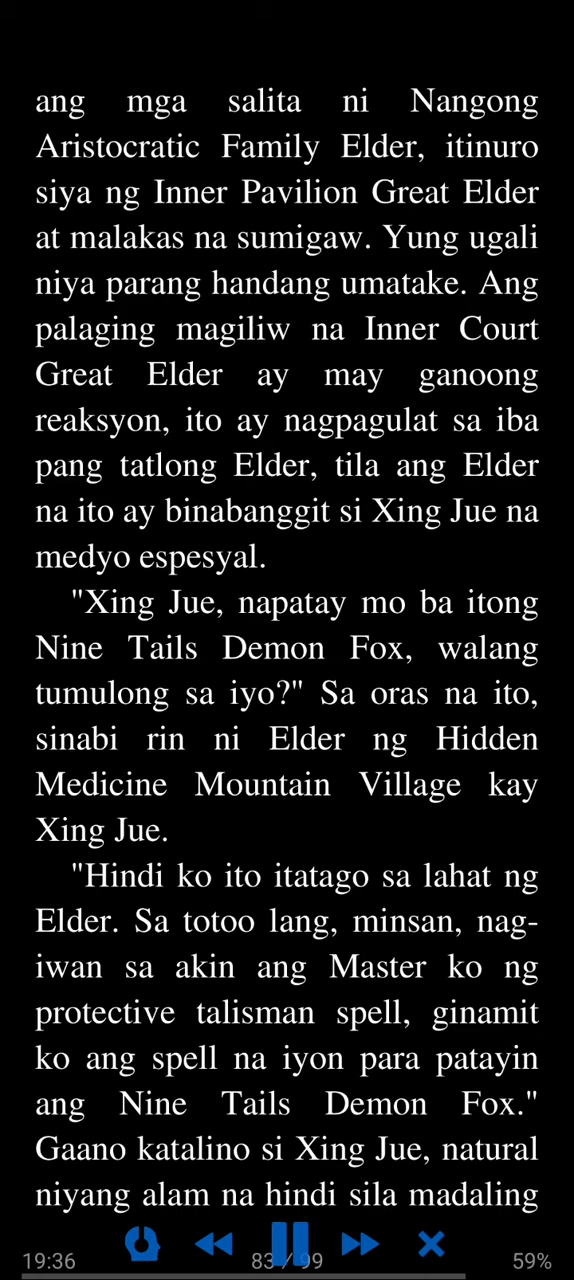 ang mga salita ni Nangong
Aristocratic Family Elder, itinuro
siya ng Inner Pavilion Great Elder
at malakas na sumigaw. Yung ugali
niya parang handang umatake. Ang
palaging magiliw na Inner Court
Great Elder ay may ganoong
reaksyon, ito ay nagpagulat sa iba
pang tatlong Elder, tila ang Elder
na ito ay binabanggit si Xing Jue na
medyo espesyal.
"Xing Jue, napatay mo ba itong
Nine Tails Demon Fox, walang
tumulong sa iyo?" Sa oras na ito,
sinabi rin ni Elder ng Hidden
Medicine Mountain Village kay
Xing Jue.
"Hindi ko ito itatago sa lahat ng
Elder. Sa totoo lang, minsan, nag-
iwan sa akin ang Master ko ng
protective talisman spell, ginamit
ko ang spell na iyon para patayin
ang Nine Tails Demon Fox."
Gaano katalino si Xing Jue, natural
niyang alam na hindi sila madaling
19:36 83 / 99 59%